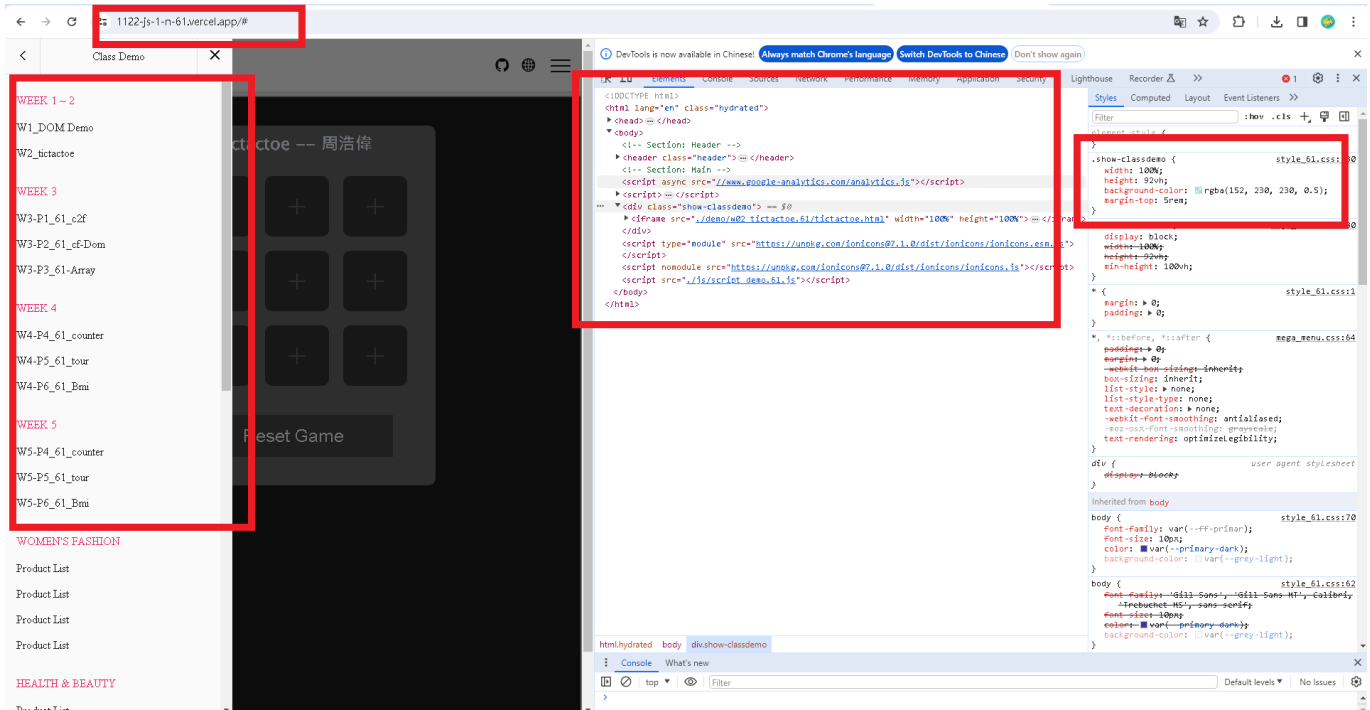 1122-js-1-n-61.vercel.app/#
Class Demo
WEEK 1 ~ 2
W1_DOM Demo
W2_tictactoe
WEEK 3
W3-P1_61_c2f
W3-P2_61_cf-Dom
W3-P3_61-Array
WEEK 4
W4-P4_61_counter
W4-P5_61_tour
W4-P6_61_Bmi
WEEK 5
W5-P4_61_counter
W5-P5_61_tour
W5-P6_61_Bmi
WOMEN'S FASHION
Product List
Product List
Product List
Product List
HEALTH & BEAUTY
Product List
ctactoe -- 周浩偉
Reset Game
DevTools is now available in Chinese! Always match Chrome's language Switch DevTools to Chinese Don't show again
Elements Console Sources Network Performance Memory Application Security Lighthouse Recorder 1
<!DOCTYPE html>
<html lang="en" class="hydrated">
<head> … </head>
<body>
<!-- Section: Header -->
<header class="header"> … </header>
<!-- Section: Main -->
<script async src="//www.google-analytics.com/analytics.js"></script>
<script> … </script>
<div class="show-classdemo"> == $0
<iframe src="./demo/w02_tictactoe.61/tictactoe.html" width="100%" height="100%"> … </ifram
</div>
<script type="module" src="https://unpkg.com/ionicons@7.1.0/dist/ionicons/ionicons.esm.js">
</script>
<script nomodule src="https://unpkg.com/ionicons@7.1.0/dist/ionicons/ionicons.js"></script>
<script src="./js/script_demo.61.js"></script>
</body>
</html>
html.hydrated body div.show-classdemo
Styles Computed Layout Event Listeners
Filter :hov .cls
element.style {
}
.show-classdemo { style_61.css:
width: 100%;
height: 92vh;
background-color: rgba(152, 230, 230, 0.5);
margin-top: 5rem;
}
display: block;
width: 100%;
height: 92vh;
min-height: 100vh;
}
* { style_61.css:1
margin: 0;
padding: 0;
}
*, *::before, *::after { mega_menu.css:64
padding: 0;
margin: 0;
-webkit-box-sizing: inherit;
box-sizing: inherit;
list-style: none;
list-style-type: none;
text-decoration: none;
-webkit-font-smoothing: antialiased;
-moz-osx-font-smoothing: grayscale;
text-rendering: optimizeLegibility;
}
div { user agent stylesheet
display: block;
}
Inherited from body
body { style_61.css:70
font-family: var(--ff-primar);
font-size: 10px;
color: var(--primary-dark);
background-color: var(--grey-light);
}
body { style_61.css:62
font-family: 'Gill Sans', 'Gill Sans MT', Calibri,
'Trebuchet MS', sans-serif;
font-size: 10px;
color: var(--primary-dark);
background-color: var(--grey-light);
}
Console What's new
top Filter Default levels No Issues